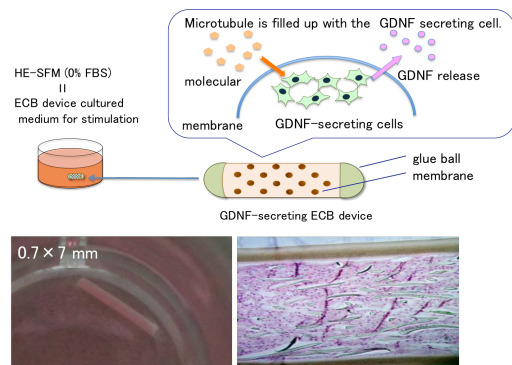 Microtubule is filled up with the GDNF secreting cell.
molecular
GDNF release
membrane
GDNF-secreting cells
HE-SFM (0% FBS)
=
ECB device cultured
medium for stimulation
glue ball
membrane
GDNF-secreting ECB device
0.7×7 mm